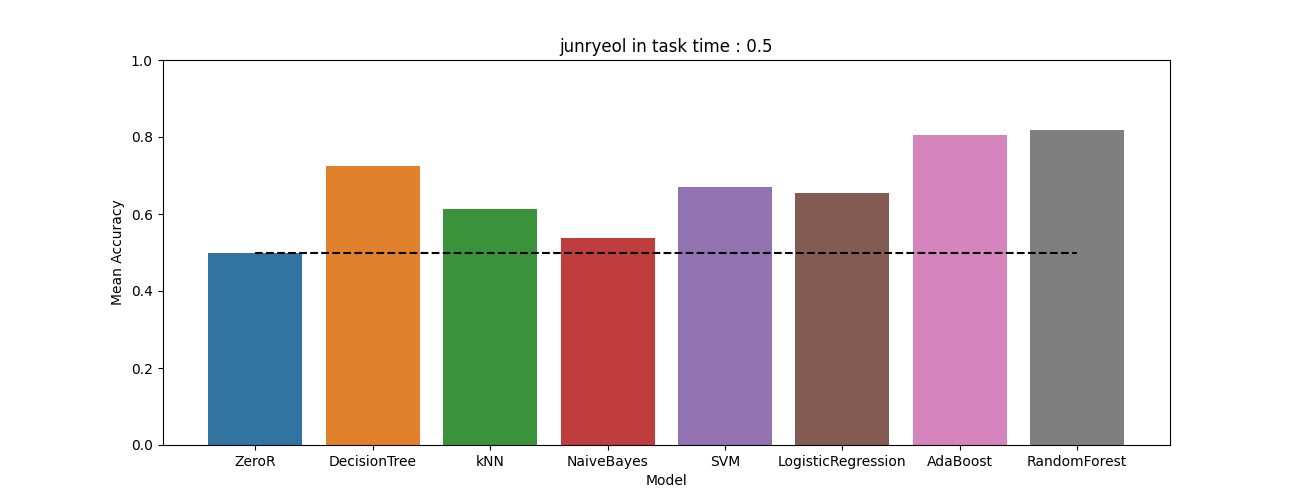 junryeol in task time : 0.5
1.0
0.8
0.6
0.4
0.2
0.0
Mean Accuracy
ZeroR DecisionTree kNN NaiveBayes SVM LogisticRegression AdaBoost RandomForest
Model